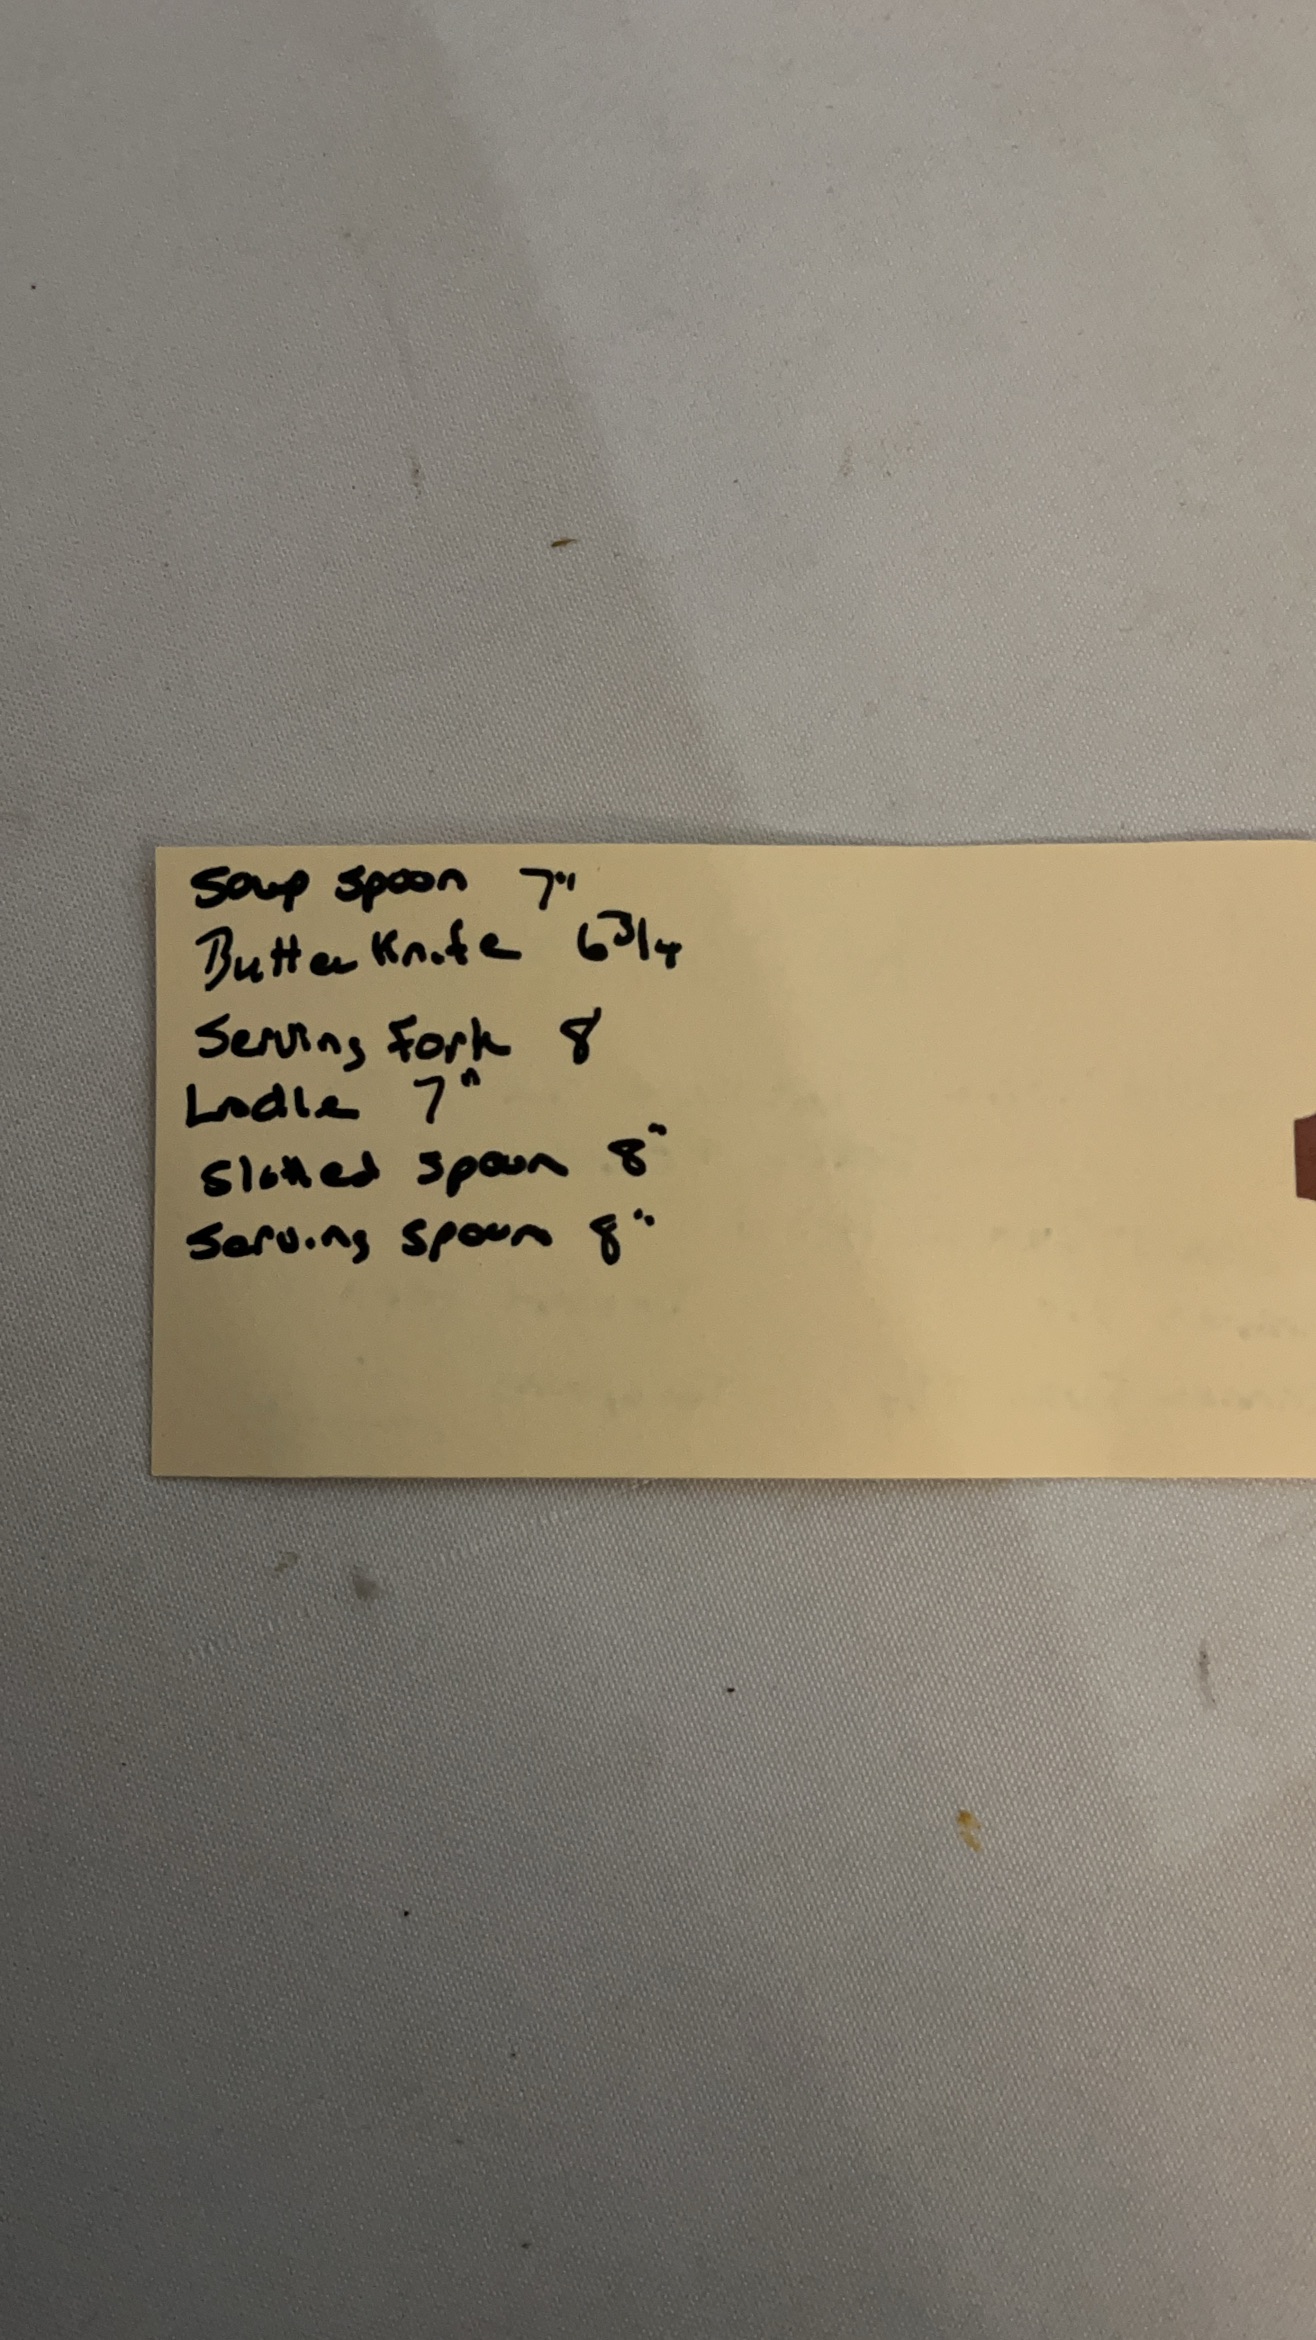 Soup spoon 7"
Butter Knife 6 3/4
Serving Fork 8
Ladle 7"
Slotted spoon 8"
Serving spoon 8"